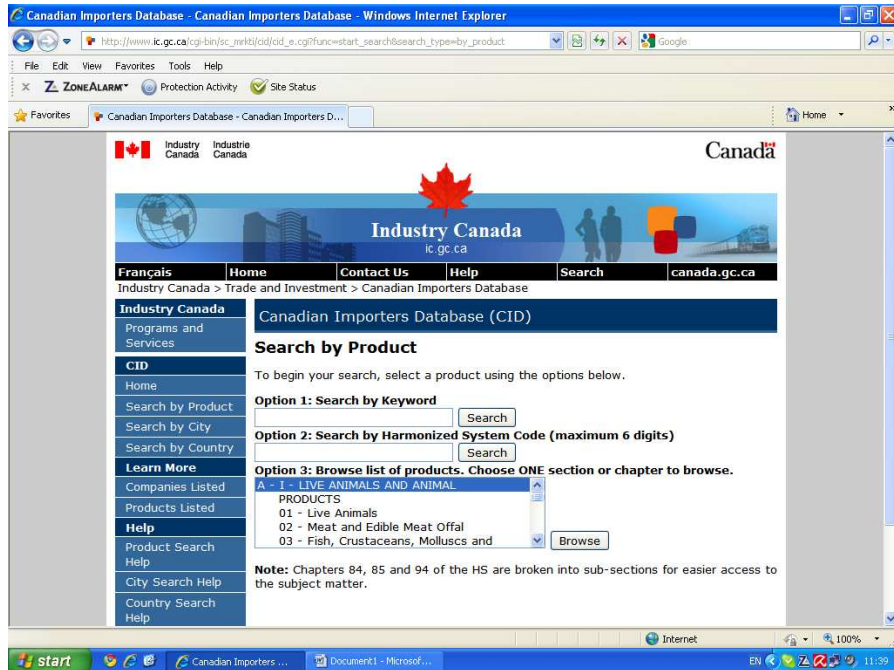 Canadian Importers Database - Canadian Importers Database - Windows Internet Explorer
http://www.ic.gc.ca/cgi-bin/sc_mrkti/cid/cid_e.cgi?func=start_search&search_type=by_product
Google
File Edit View Favorites Tools Help
X ZONEALARM Protection Activity Site Status
Favorites Canadian Importers Database - Canadian Importers D... Home
Industry Canada Industrie Canada
Canada
Industry Canada
ic.gc.ca
Français Home Contact Us Help Search canada.gc.ca
Industry Canada > Trade and Investment > Canadian Importers Database
Industry Canada
Programs and
Services
CID
Home
Search by Product
Search by City
Search by Country
Learn More
Companies Listed
Products Listed
Help
Product Search
Help
City Search Help
Country Search
Help
Canadian Importers Database (CID)
Search by Product
To begin your search, select a product using the options below.
Option 1: Search by Keyword
Search
Option 2: Search by Harmonized System Code (maximum 6 digits)
Search
Option 3: Browse list of products. Choose ONE section or chapter to browse.
A - I - LIVE ANIMALS AND ANIMAL
PRODUCTS
01 - Live Animals
02 - Meat and Edible Meat Offal
03 - Fish, Crustaceans, Molluscs and
Browse
Note: Chapters 84, 85 and 94 of the HS are broken into sub-sections for easier access to
the subject matter.
Internet 100%
start Canadian Importers ... Document1 - Microsof... EN 11:39